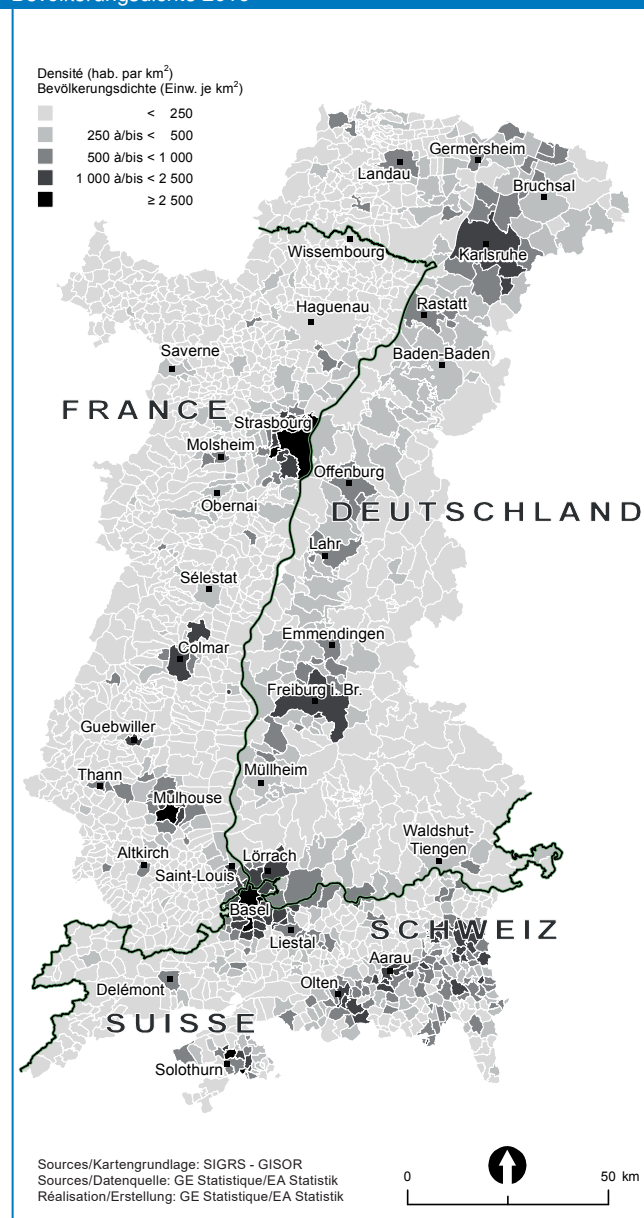 Densité (hab. par km²)
Bevölkerungsdichte (Einw. je km²)
< 250
250 à/bis < 500
500 à/bis < 1 000
1 000 à/bis < 2 500
≥ 2 500
Germersheim
Landau
Bruchsal
Wissembourg
Karlsruhe
Haguenau
Rastatt
Saverne
Baden-Baden
FRANCE
Strasbourg
Molsheim
Offenburg
Obernai
DEUTSCHLAND
Lahr
Sélestat
Emmendingen
Colmar
Freiburg i. Br.
Guebwiller
Thann
Müllheim
Mulhouse
Waldshut-
Tiengen
Altkirch
Lörrach
Saint-Louis
Basel
Liestal
SCHWEIZ
Aarau
Delémont
Olten
SUISSE
Solothurn
Sources/Kartengrundlage: SIGRS - GISOR
Sources/Datenquelle: GE Statistique/EA Statistik
Réalisation/Erstellung: GE Statistique/EA Statistik
0 50 km